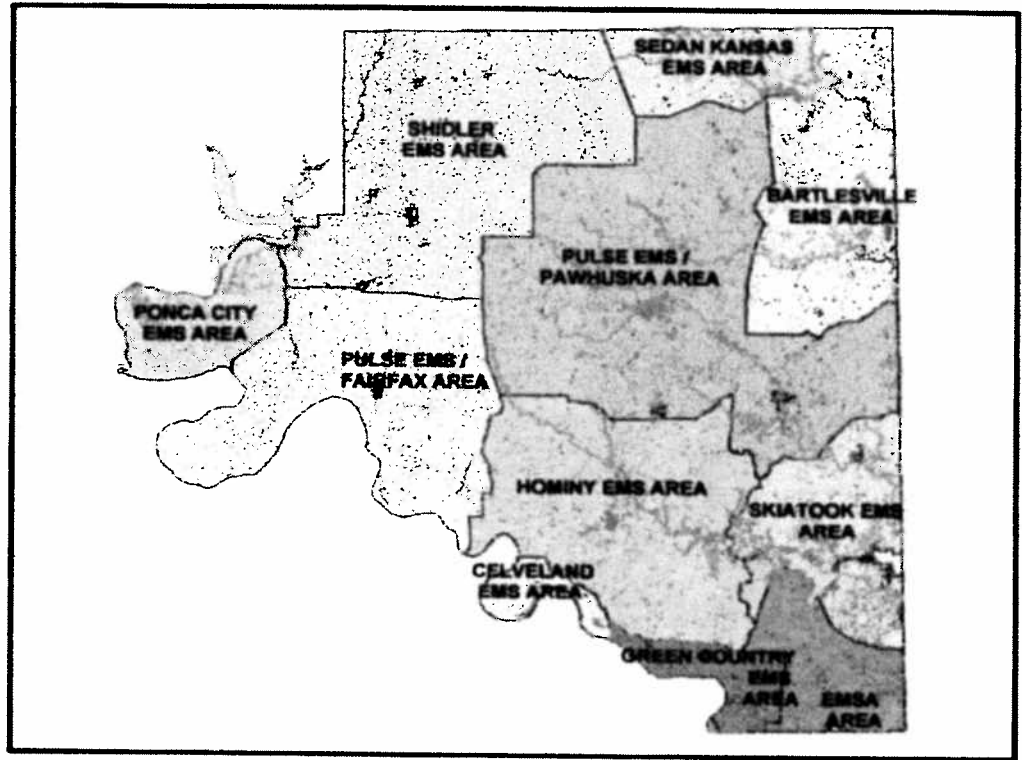 SEDAN KANSAS
EMS AREA
SHIDLER
EMS AREA
BARTLESVILLE
EMS AREA
PULSE EMS /
PAWHUSKA AREA
PONCA CITY
EMS AREA
PULSE EMS /
FAIRFAX AREA
HOMINY EMS AREA
SKIATOOK EMS
AREA
CELVELAND
EMS AREA
GREEN COUNTRY
EMS
AREA
EMSA
AREA